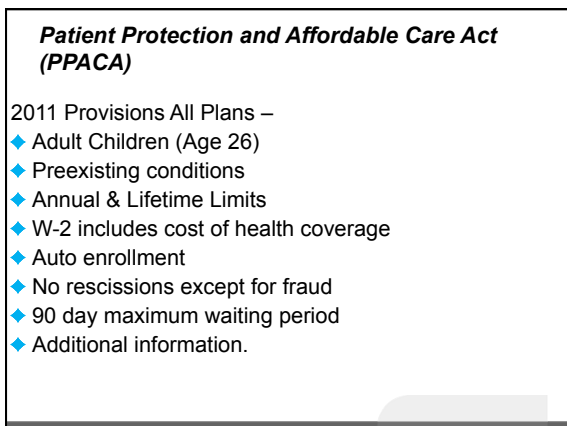 Patient Protection and Affordable Care Act
(PPACA)
2011 Provisions All Plans –
Adult Children (Age 26)
Preexisting conditions
Annual & Lifetime Limits
W-2 includes cost of health coverage
Auto enrollment
No rescissions except for fraud
90 day maximum waiting period
Additional information.